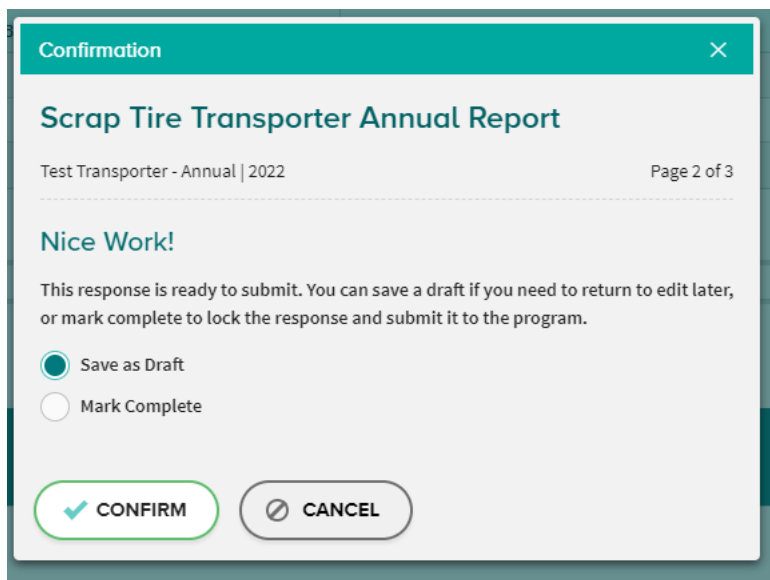 Confirmation
Scrap Tire Transporter Annual Report
Test Transporter - Annual | 2022
Page 2 of 3
Nice Work!
This response is ready to submit. You can save a draft if you need to return to edit later,
or mark complete to lock the response and submit it to the program.
Save as Draft
Mark Complete
CONFIRM
CANCEL